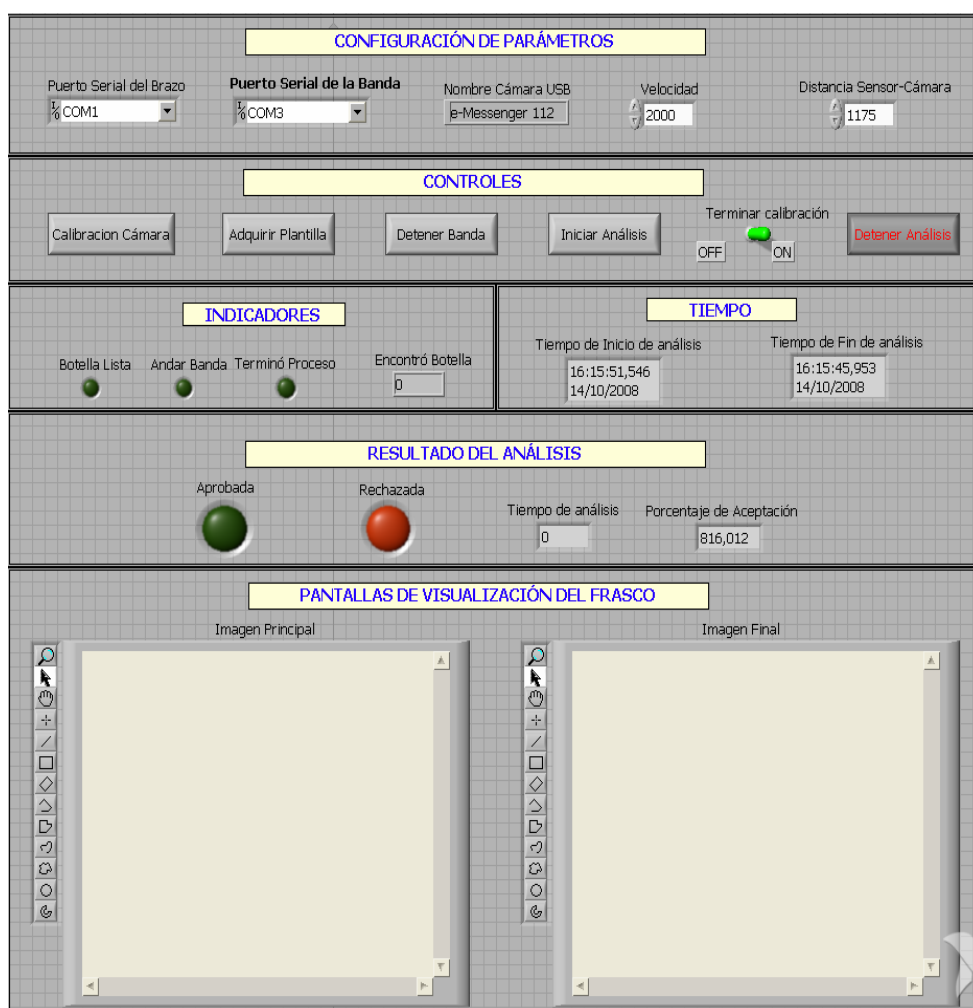 CONFIGURACIÓN DE PARÁMETROS
Puerto Serial del Brazo
Puerto Serial de la Banda
Nombre Cámara USB
Velocidad
Distancia Sensor-Cámara
COM1
COM3
e-Messenger 112
2000
1175
CONTROLES
Calibracion Cámara
Adquirir Plantilla
Detener Banda
Iniciar Análisis
Terminar calibración
OFF
ON
Detener Análisis
INDICADORES
Botella Lista
Andar Banda
Terminó Proceso
Encontró Botella
0
TIEMPO
Tiempo de Inicio de análisis
16:15:51,546
14/10/2008
Tiempo de Fin de análisis
16:15:45,953
14/10/2008
RESULTADO DEL ANÁLISIS
Aprobada
Rechazada
Tiempo de análisis
0
Porcentaje de Aceptación
816,012
PANTALLAS DE VISUALIZACIÓN DEL FRASCO
Imagen Principal
Imagen Final